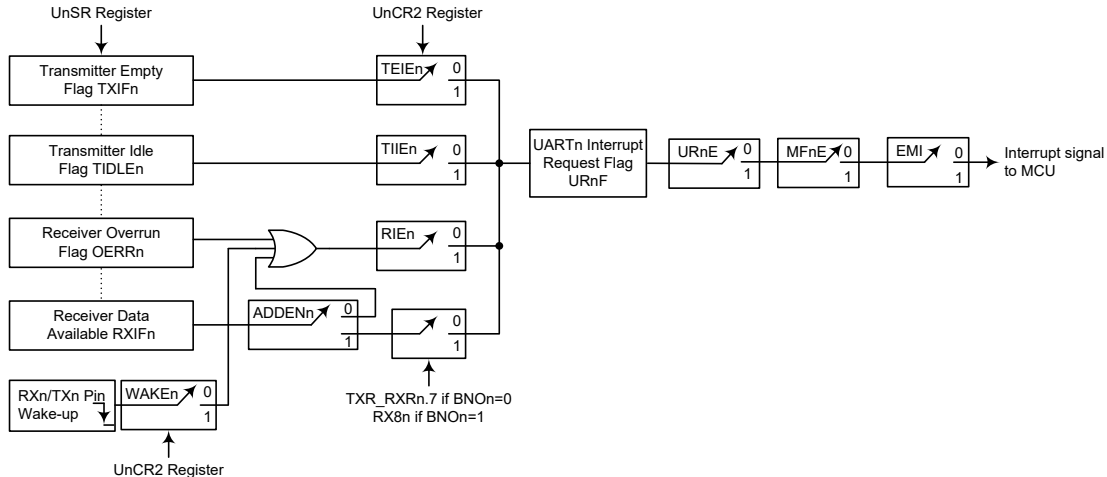 UnSR Register
UnCR2 Register
Transmitter Empty
Flag TXIFn
TEIEn
0
1
Transmitter Idle
Flag TIDLEn
TIIEn
0
1
UARTn Interrupt
Request Flag
URnF
URnE
0
1
MFnE
0
1
EMI
0
1
Interrupt signal
to MCU
Receiver Overrun
Flag OERRn
RIEn
0
1
Receiver Data
Available RXIFn
ADDENn
0
1
0
1
TXR_RXRn.7 if BNOn=0
RX8n if BNOn=1
RXn/TXn Pin
Wake-up
WAKEn
0
1
UnCR2 Register